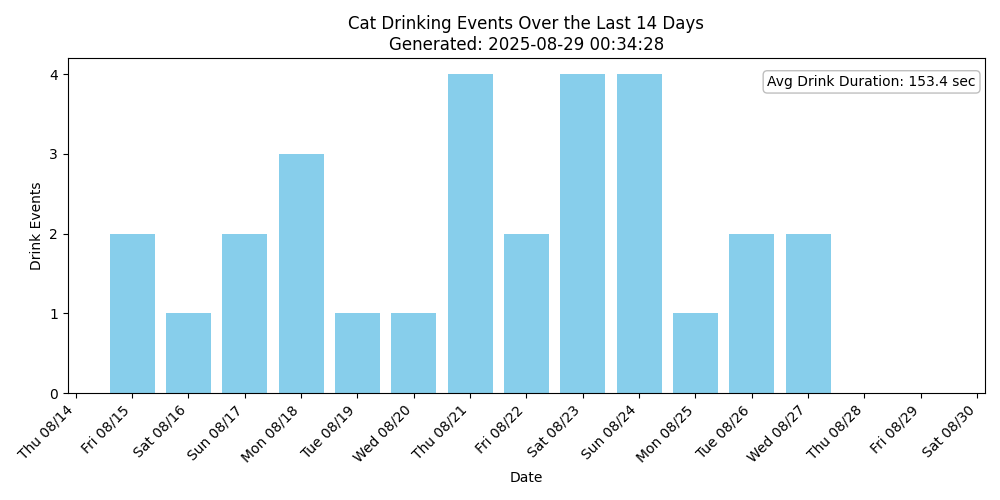 Cat Drinking Events Over the Last 14 Days
Generated: 2025-08-29 00:34:28
Avg Drink Duration: 153.4 sec
Drink Events
4
3
2
1
0
Thu 08/14
Fri 08/15
Sat 08/16
Sun 08/17
Mon 08/18
Tue 08/19
Wed 08/20
Thu 08/21
Fri 08/22
Sat 08/23
Sun 08/24
Mon 08/25
Tue 08/26
Wed 08/27
Thu 08/28
Fri 08/29
Sat 08/30
Date